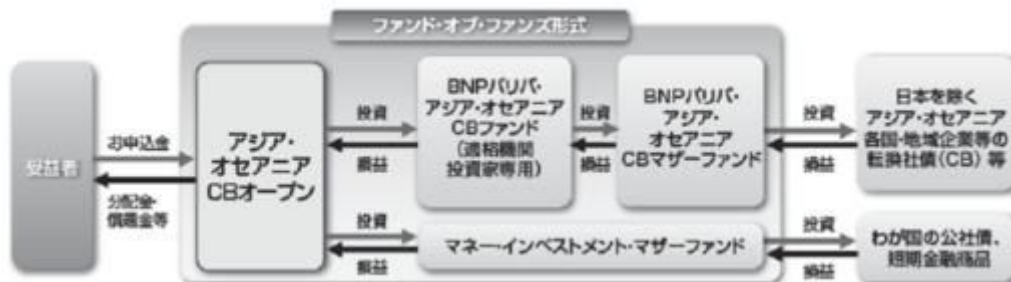 ファンド・オブ・ファンズ形式
受益者
お申込金
分配金・
償還金等
アジア・
オセアニア
CBオープン
投資
損益
BNPパリバ・
アジア・オセアニア
CBファンド
(適格機関
投資家専用)
投資
損益
BNPパリバ・
アジア・
オセアニア
CBマザーファンド
投資
損益
日本を除く
アジア・オセアニア
各国・地域企業等の
転換社債(CB)等
投資
損益
マネー・インベストメント・マザーファンド
投資
損益
わが国の公社債、
短期金融商品